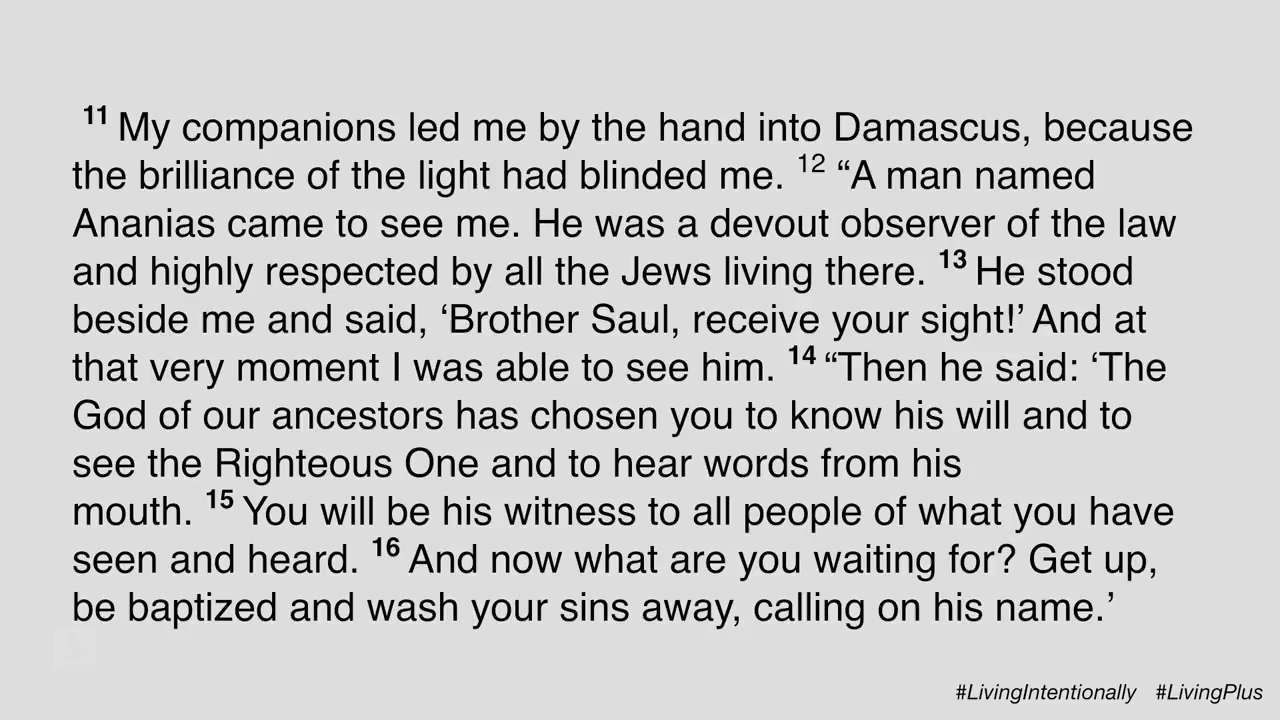 11 My companions led me by the hand into Damascus, because
the brilliance of the light had blinded me. 12 “A man named
Ananias came to see me. He was a devout observer of the law
and highly respected by all the Jews living there. 13 He stood
beside me and said, ‘Brother Saul, receive your sight!’ And at
that very moment I was able to see him. 14 “Then he said: ‘The
God of our ancestors has chosen you to know his will and to
see the Righteous One and to hear words from his
mouth. 15 You will be his witness to all people of what you have
seen and heard. 16 And now what are you waiting for? Get up,
be baptized and wash your sins away, calling on his name.’
#LivingIntentionally #LivingPlus